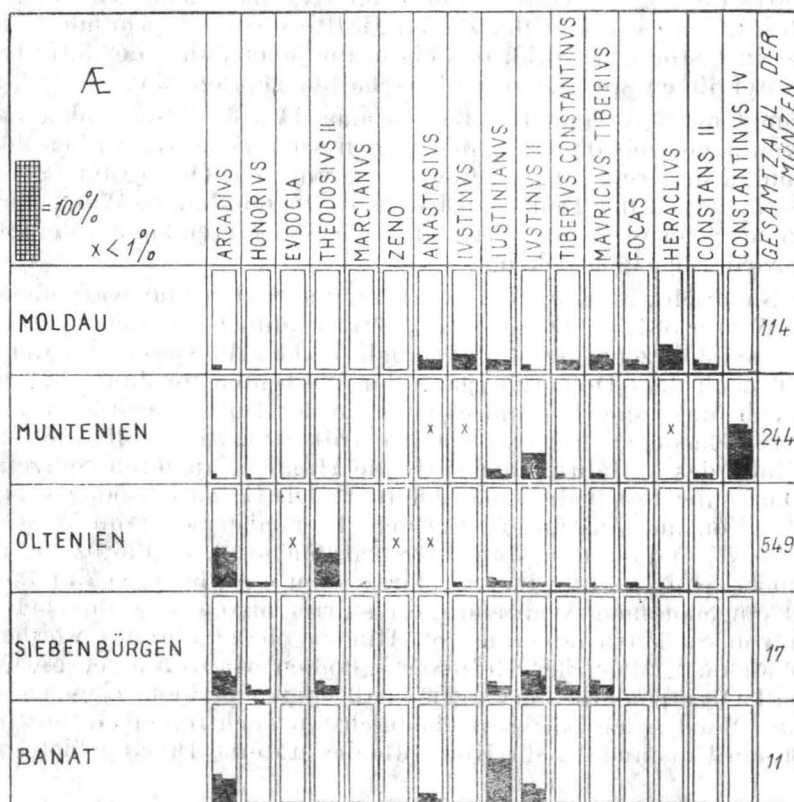 Æ
-100%
x < 1%
ARCADIVS
HONORIVS
EVDOCIA
THEODOSIVS II
MARCIANVS
ZENO
ANASTASIVS
IVSTINVS
IUSTINIANVS
IVSTINVS II
TIBERIVS CONSTANTINVS
MAVRICIVS TIBERIVS
FOCAS
HERACLIVS
CONSTANS II
CONSTANTINVS IV
GESAMTZAHL DER
MÜNZEN
MOLDAU 114
MUNTENIEN x x x 244
OLTENIEN x x x 549
SIEBENBÜRGEN 17
BANAT 11